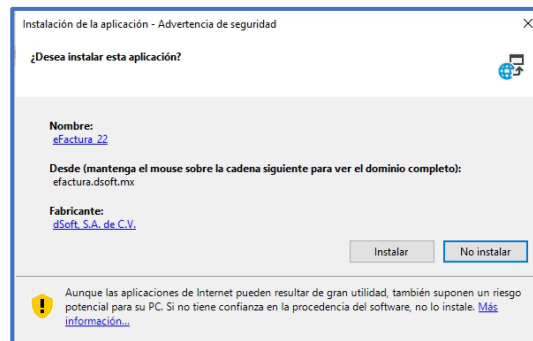 Instalación de la aplicación - Advertencia de seguridad
¿Desea instalar esta aplicación?
Nombre:
eFactura_22
Desde (mantenga el mouse sobre la cadena siguiente para ver el dominio completo):
efactura.dsoft.mx
Fabricante:
dSoft, S.A. de C.V.
Instalar
No instalar
Aunque las aplicaciones de Internet pueden resultar de gran utilidad, también suponen un riesgo
potencial para su PC. Si no tiene confianza en la procedencia del software, no lo instale. Más
información...